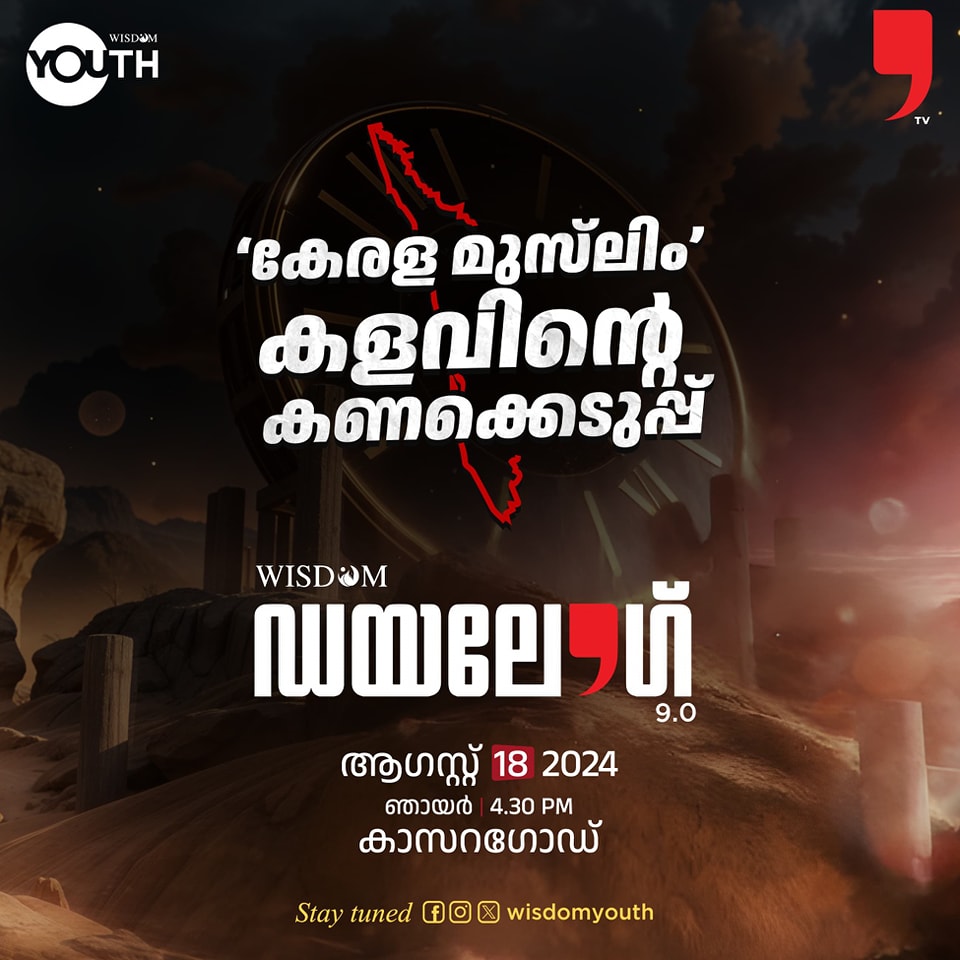 WISDOM
YOUTH
TV
‘കേരള മുസ്‌ലിം’
കളവിന്റെ
കണക്കെടുപ്പ്
WISDOM
ഡയലോഗ്
9.0
ആഗസ്റ്റ് 18 2024
ഞായർ | 4.30 PM
കാസറഗോഡ്
Stay tuned wisdomyouth